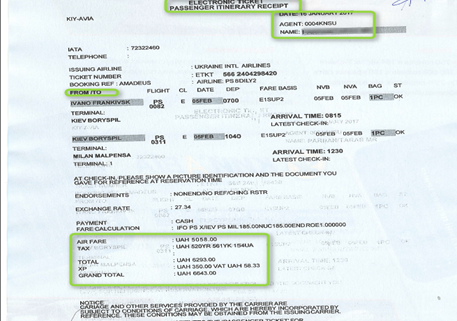 ELECTRONIC TICKET
PASSENGER ITINERARY RECEIPT
KIY-AVIA
DATE: 16 JANUARY 2017
AGENT: 0004KNSU
NAME:
IATA : 72322460
TELEPHONE :
ISSUING AIRLINE : UKRAINE INTL AIRLINES
TICKET NUMBER : ETKT 566 2404298420
BOOKING REF : AMADEUS : AIRLINE: PS 8DILY2
FROM /TO FLIGHT CL DEP FARE BASIS NVB NVA BAG ST
IVANO FRANKIVSK PS 0082 E 05FEB 0700 E1SUP2 05FEB 05FEB 1PC OK
TERMINAL: ARRIVAL TIME: 0815
KIEV BORYSPIL LATEST CHECK-IN:
KIEV BORYSPIL PS 0311 E 05FEB 1040 E1SUP2 05FEB 05FEB 1PC OK
TERMINAL: ARRIVAL TIME: 1230
MILAN MALPENSA LATEST CHECK-IN:
TERMINAL: 1
AT CHECK-IN, PLEASE SHOW A PICTURE IDENTIFICATION AND THE DOCUMENT YOU
GAVE FOR REFERENCE AT RESERVATION TIME
ENDORSEMENTS : NONEND/NO REF/CHNG RSTR
EXCHANGE RATE : 27.34
PAYMENT : CASH
FARE CALCULATION : IFO PS X/IEV PS MIL185.00NUC185.00END ROE1.000000
AIR FARE : UAH 5058.00
TAX : UAH 520YR 561YK 154UA
TOTAL : UAH 6293.00
XP : UAH 350.00 VAT UAH 58.33
GRAND TOTAL : UAH 6643.00
NOTICE
CARRIAGE AND OTHER SERVICES PROVIDED BY THE CARRIER ARE
SUBJECT TO CONDITIONS OF CARRIAGE, WHICH ARE HEREBY INCORPORATED BY
REFERENCE. THESE CONDITIONS MAY BE OBTAINED FROM THE ISSUING CARRIER.